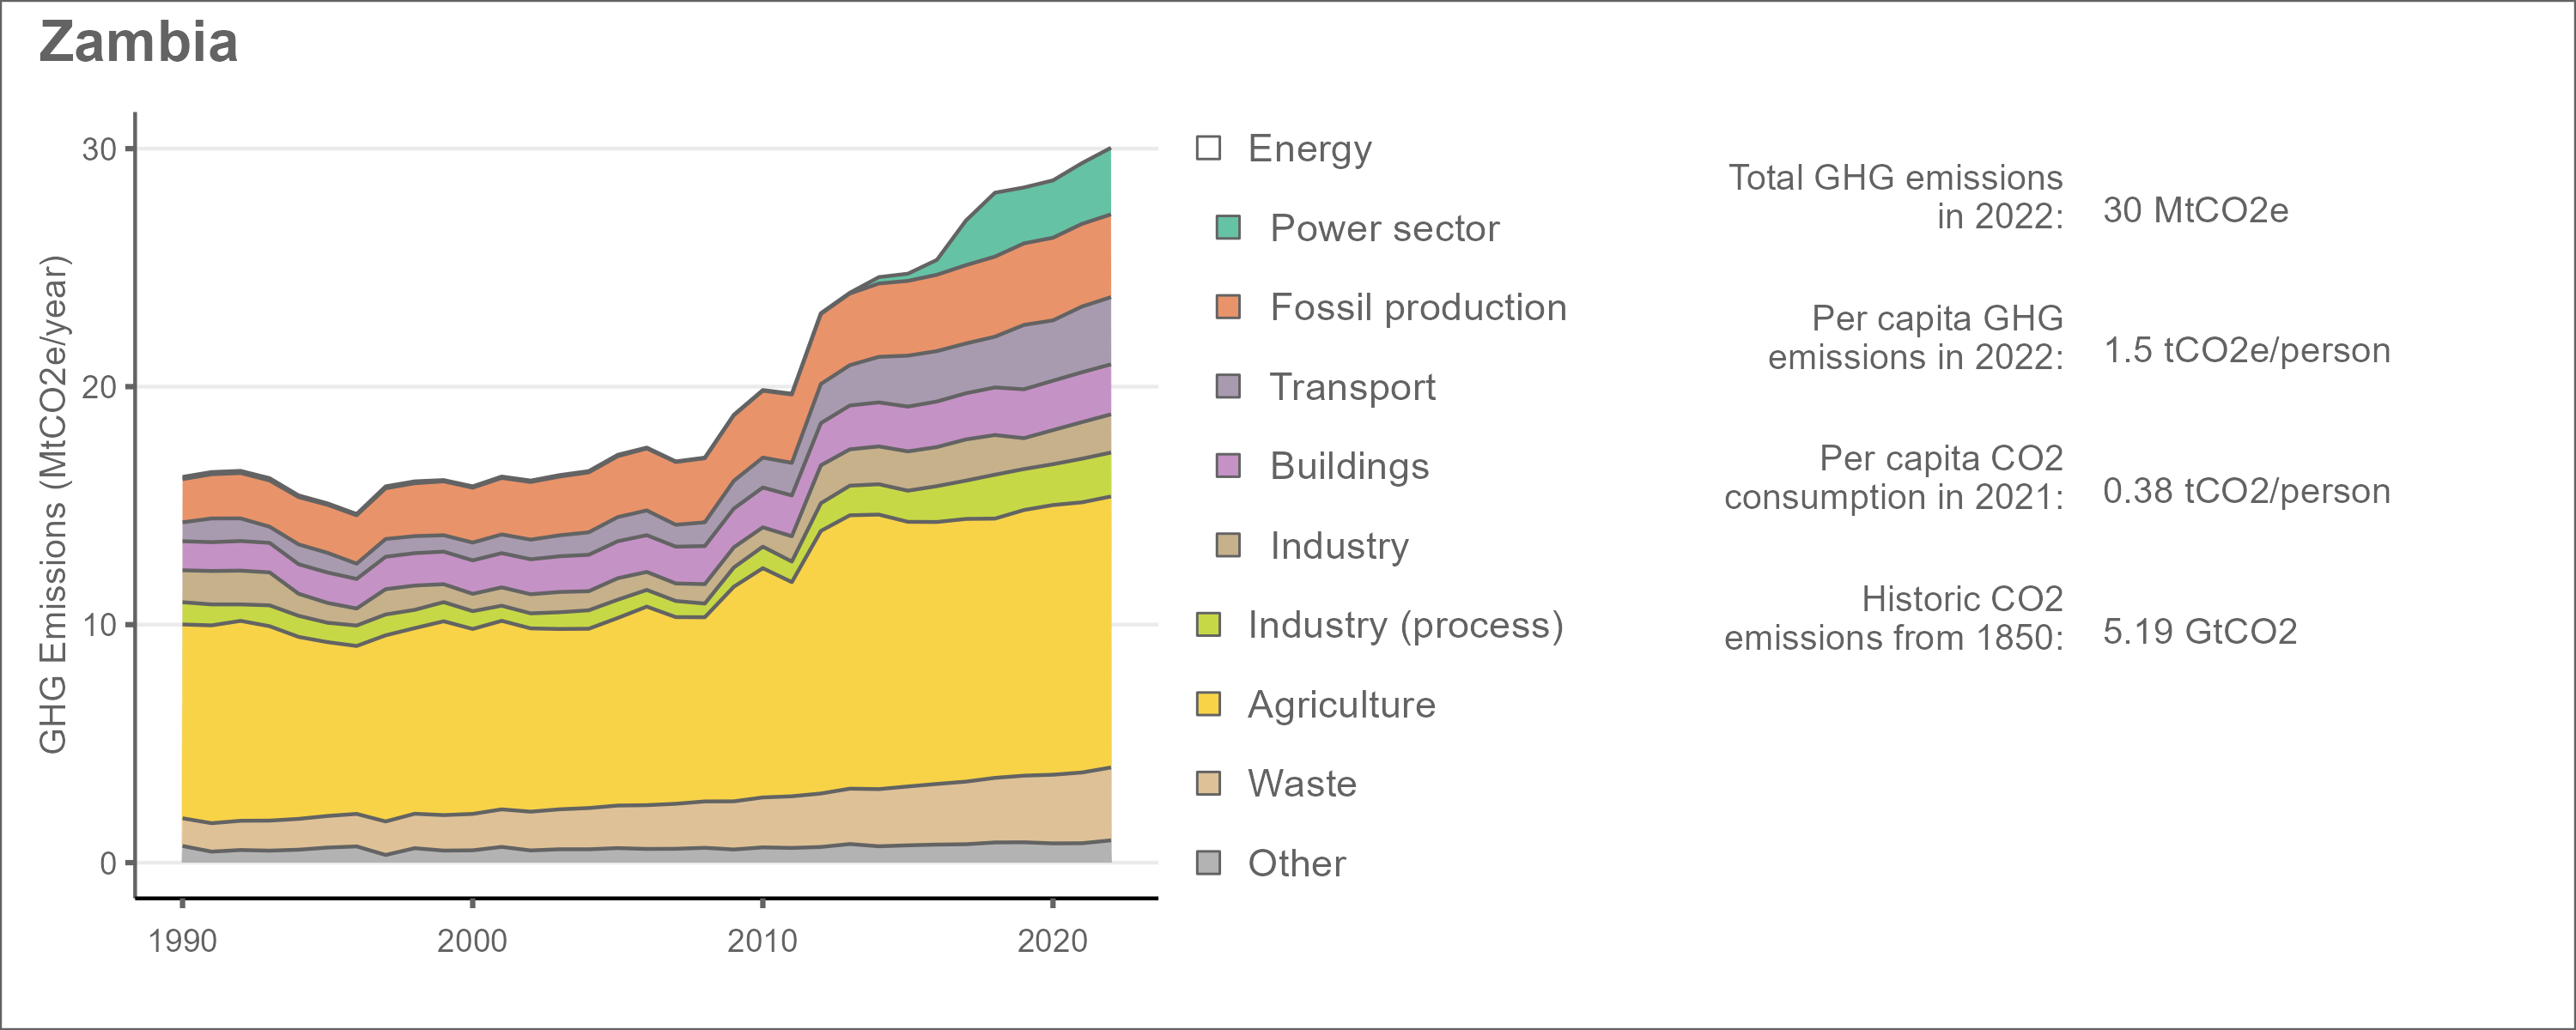 Zambia
GHG Emissions (MtCO2e/year)
30
20
10
0
1990
2000
2010
2020
Energy
Power sector
Fossil production
Transport
Buildings
Industry
Industry (process)
Agriculture
Waste
Other
Total GHG emissions
in 2022:
30 MtCO2e
Per capita GHG
emissions in 2022:
1.5 tCO2e/person
Per capita CO2
consumption in 2021:
0.38 tCO2/person
Historic CO2
emissions from 1850:
5.19 GtCO2